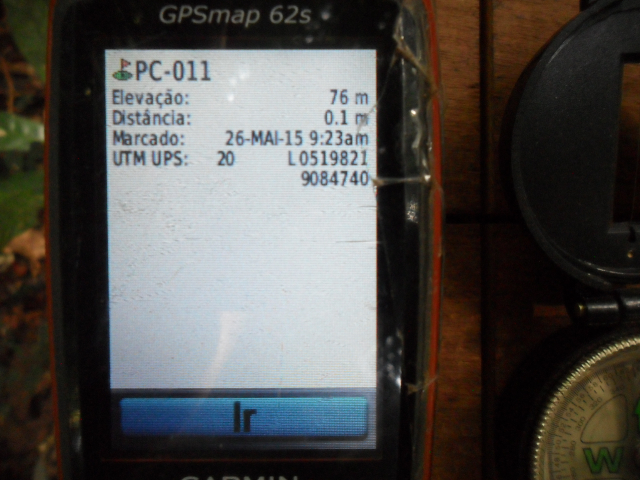 GPSmap 62s
PC-011
Elevação: 76 m
Distância: 0.1 m
Marcado: 26-MAI-15 9:23am
UTM UPS: 20 L 0519821
9084740
Ir
GARMIN
W